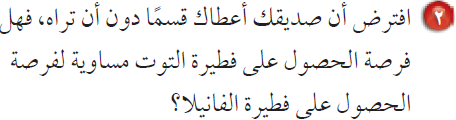 ٢ افترض أن صديقك أعطاك قسمًا دون أن تراه، فهل
فرصة الحصول على فطيرة التوت مساوية لفرصة
الحصول على فطيرة الفانيلا؟